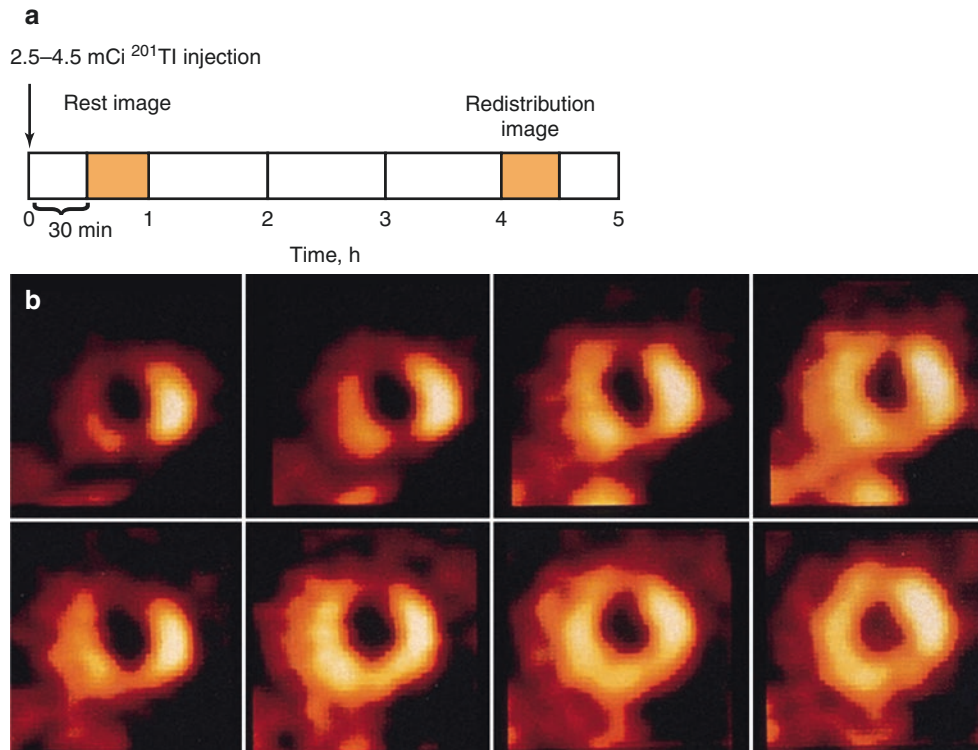 a
2.5–4.5 mCi ²⁰¹TI injection
Rest image
Redistribution
image
0 1 2 3 4 5
30 min
Time, h
b